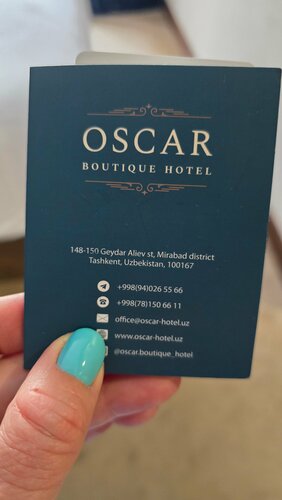 OSCAR
BOUTIQUE HOTEL
148-150 Geydar Aliev st, Mirabad district
Tashkent, Uzbekistan, 100167
+998(94)026 55 66
+998(78)150 66 11
office@oscar-hotel.uz
www.oscar-hotel.uz
@oscar.boutique_hotel